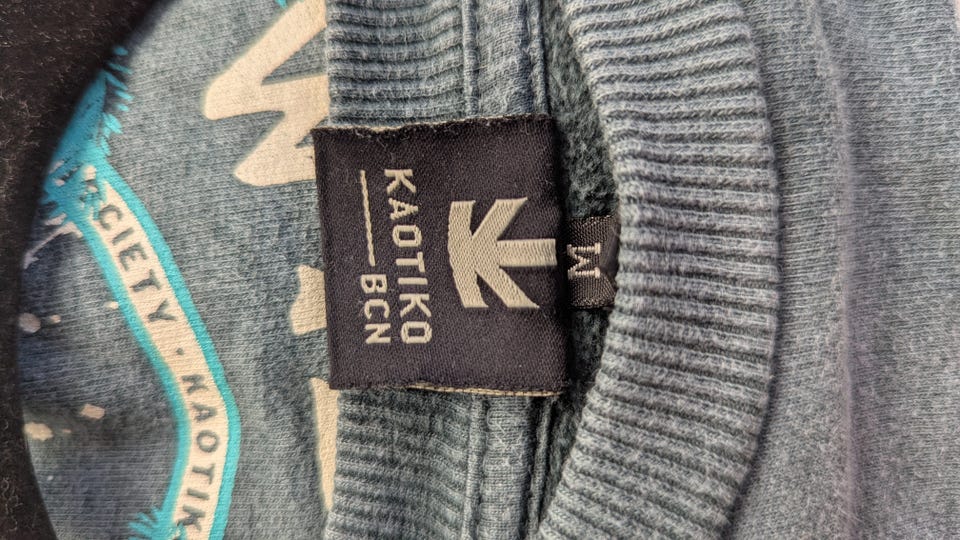 M
KAOTIKO
BCN
CIETY · KAOTIK